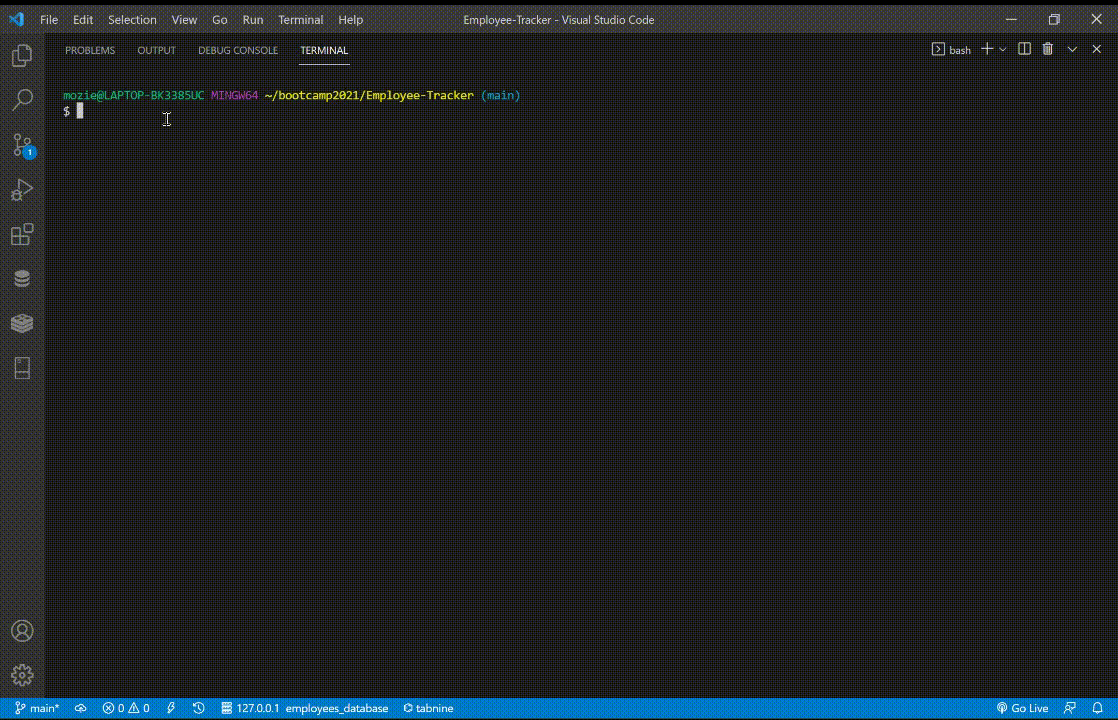 File Edit Selection View Go Run Terminal Help Employee-Tracker - Visual Studio Code
PROBLEMS OUTPUT DEBUG CONSOLE TERMINAL bash
mozie@LAPTOP-BK3385UC MINGW64 ~/bootcamp2021/Employee-Tracker (main)
$
1
main* 0 0 127.0.0.1 employees_database tabnine Go Live